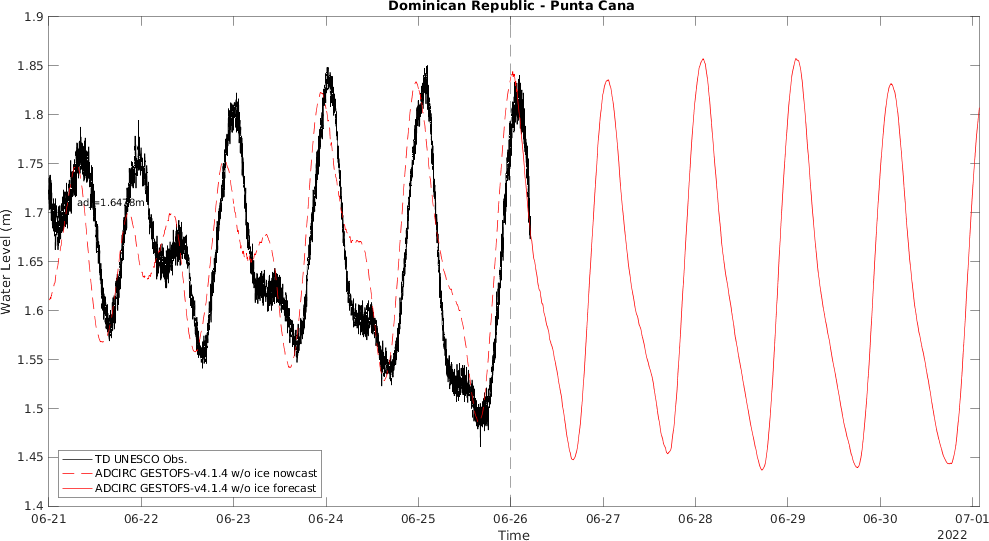 Dominican Republic - Punta Cana
1.9
1.85
1.8
1.75
1.7
1.65
1.6
1.55
1.5
1.45
1.4
Water Level (m)
adj=1.6478m
TD UNESCO Obs.
ADCIRC GESTOFS-v4.1.4 w/o ice nowcast
ADCIRC GESTOFS-v4.1.4 w/o ice forecast
06-21 06-22 06-23 06-24 06-25 06-26 06-27 06-28 06-29 06-30 07-01
Time
2022